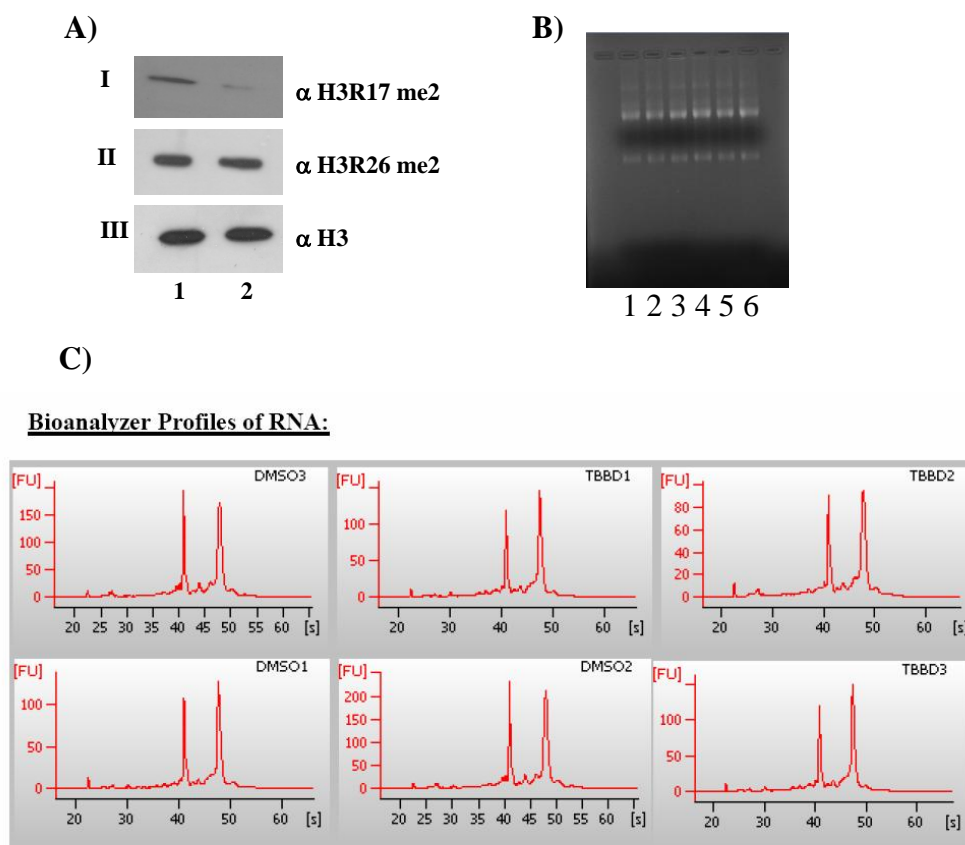 A)
I
α H3R17 me2
II
α H3R26 me2
III
α H3
1 2
B)
1 2 3 4 5 6
C)
Bioanalyzer Profiles of RNA:
DMSO3
[FU]
150
100
50
0
20 25 30 35 40 45 50 55 60 [s]
TBBD1
[FU]
100
50
0
20 30 40 50 60 [s]
TBBD2
[FU]
80
60
40
20
0
20 30 40 50 60 [s]
DMSO1
[FU]
100
50
0
20 25 30 35 40 45 50 55 60 [s]
DMSO2
[FU]
200
150
100
50
0
20 25 30 35 40 45 50 55 60 [s]
TBBD3
[FU]
100
50
0
20 30 40 50 60 [s]